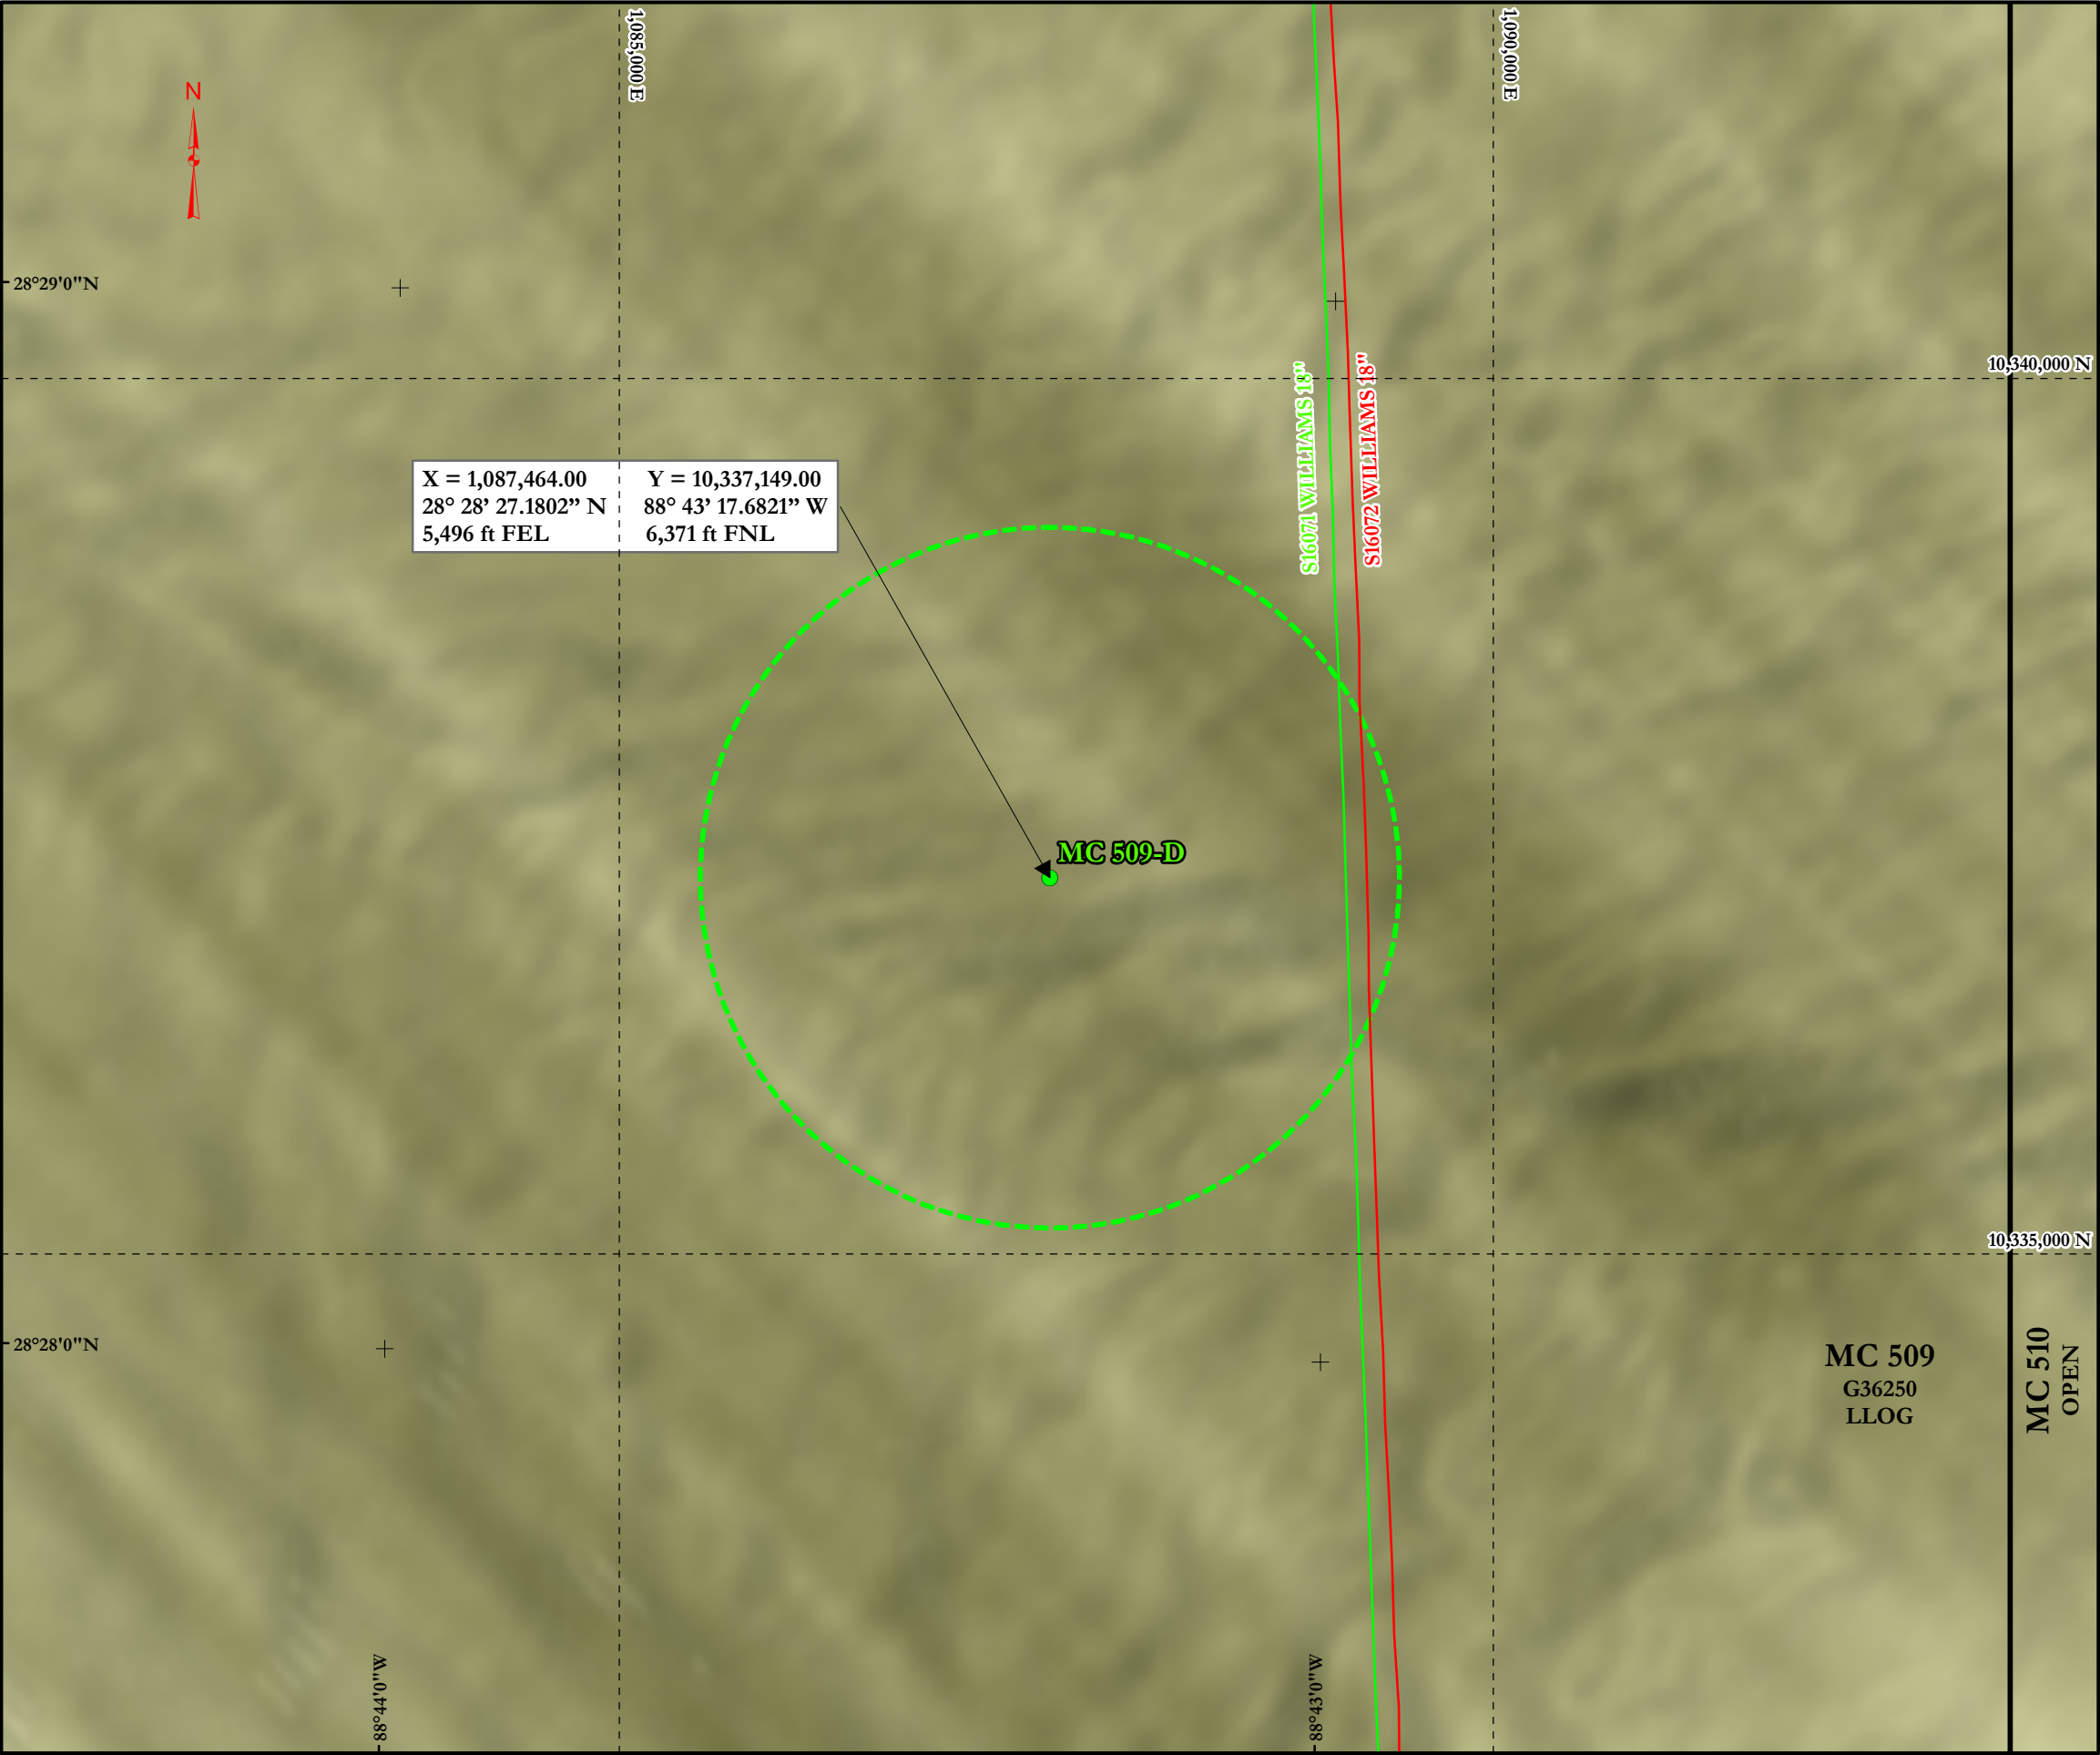 1,085,000 E
1,090,000 E
N
28°29'0"N
10,340,000 N
S16071 WILLIAMS 18"
S16072 WILLIAMS 18"
X = 1,087,464.00 Y = 10,337,149.00
28° 28’ 27.1802” N 88° 43’ 17.6821” W
5,496 ft FEL 6,371 ft FNL
MC 509-D
10,335,000 N
28°28'0"N
MC 509
G36250
LLOG
MC 510
OPEN
88°44'0"W
88°43'0"W